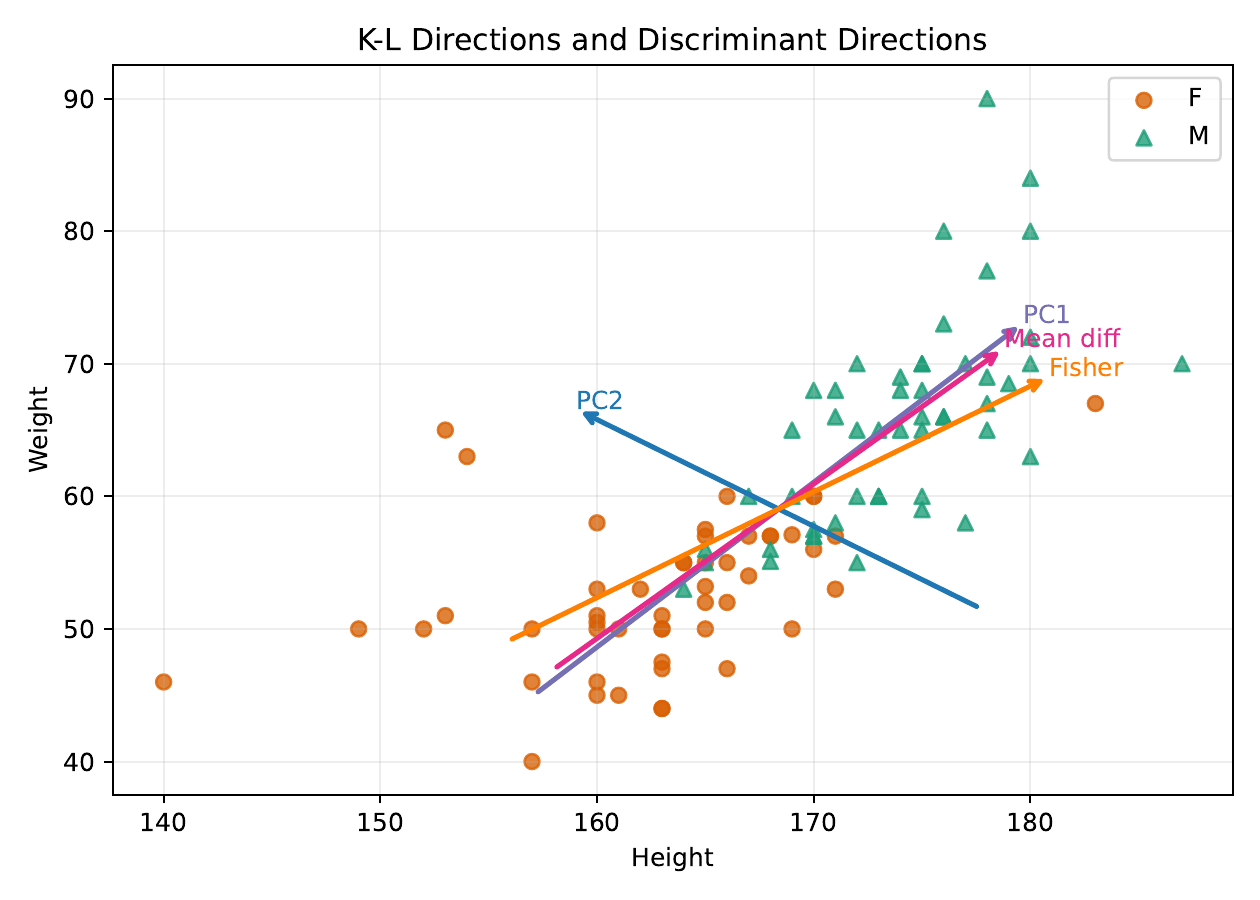 K-L Directions and Discriminant Directions
F
M
90
80
70
60
50
40
Weight
PC1
Mean diff
Fisher
PC2
140
150
160
170
180
Height